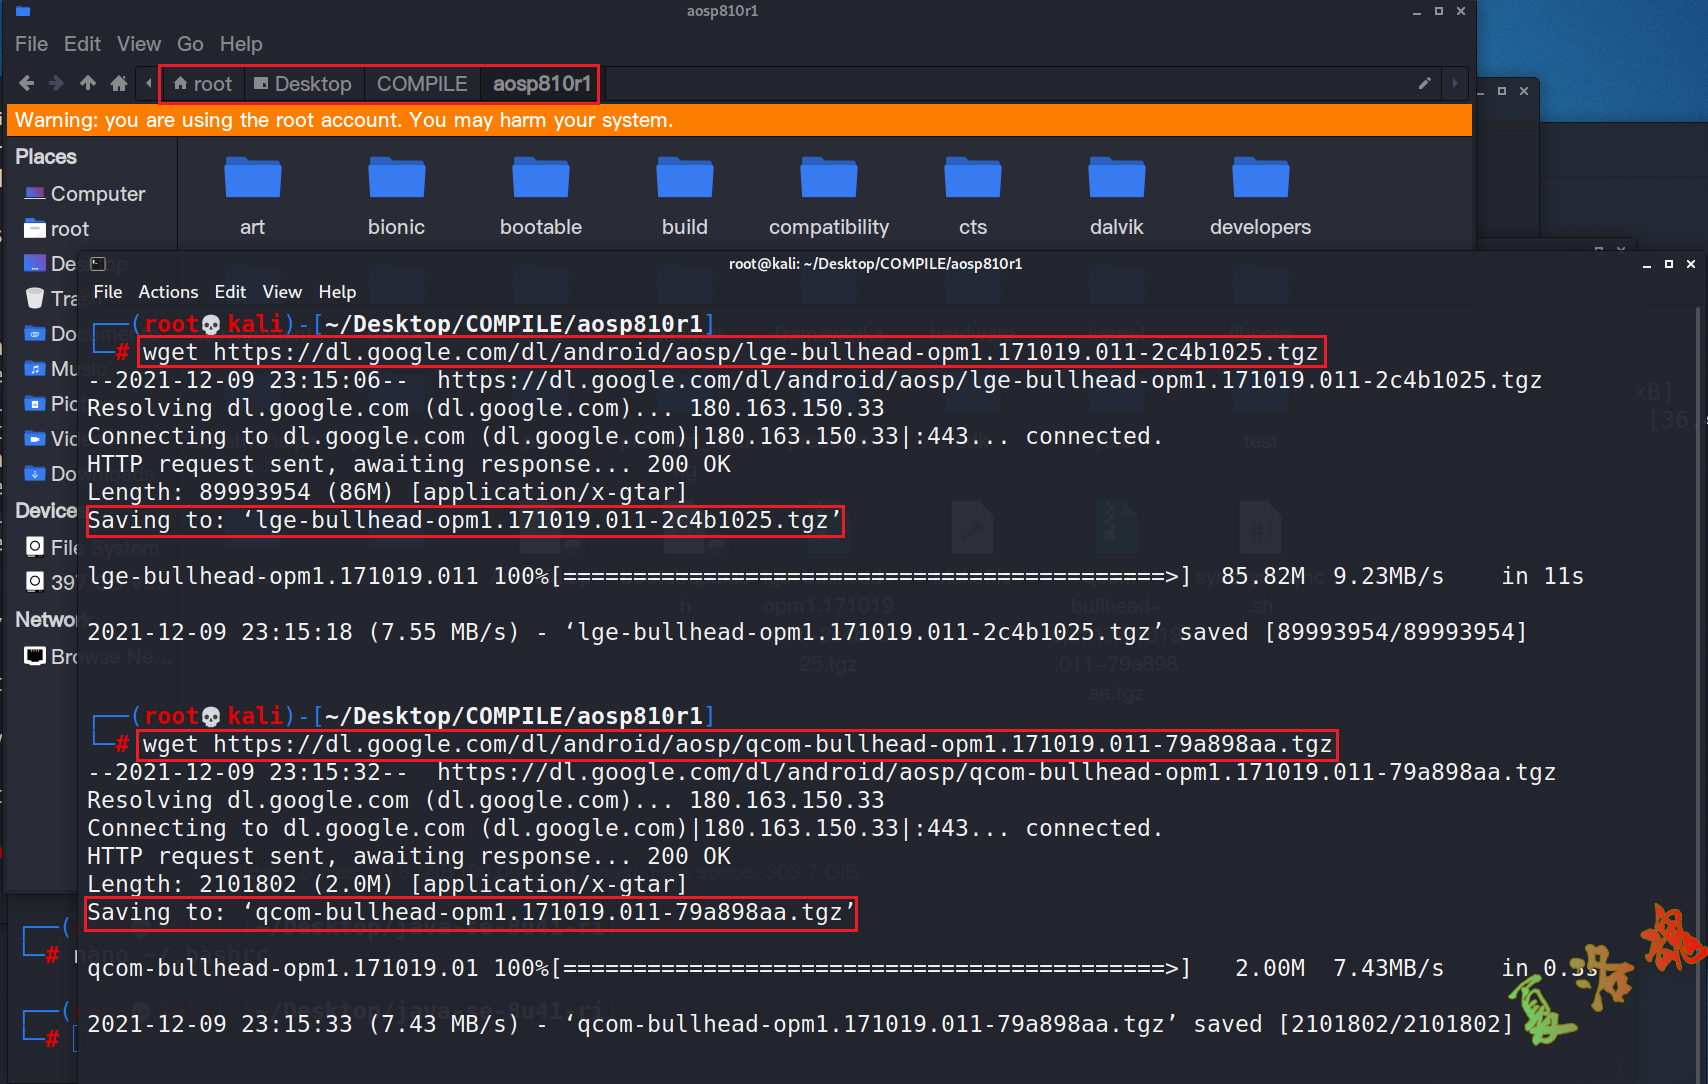 aosp810r1
File Edit View Go Help
root Desktop COMPILE aosp810r1
Warning: you are using the root account. You may harm your system.
Places
Computer
root
Desktop
Trash
Documents
Music
Pic
Vid
Downloads
Devices
File System
397
Network
Browse Ne...
art bionic bootable build compatibility cts dalvik developers
root@kali: ~/Desktop/COMPILE/aosp810r1
File Actions Edit View Help
┌──(root💀kali)-[~/Desktop/COMPILE/aosp810r1]
└─# wget https://dl.google.com/dl/android/aosp/lge-bullhead-opm1.171019.011-2c4b1025.tgz
--2021-12-09 23:15:06--  https://dl.google.com/dl/android/aosp/lge-bullhead-opm1.171019.011-2c4b1025.tgz
Resolving dl.google.com (dl.google.com)... 180.163.150.33
Connecting to dl.google.com (dl.google.com)|180.163.150.33|:443... connected.
HTTP request sent, awaiting response... 200 OK
Length: 89993954 (86M) [application/x-gtar]
Saving to: ‘lge-bullhead-opm1.171019.011-2c4b1025.tgz’
lge-bullhead-opm1.171019.011 100%[===========================================>]  85.82M  9.23MB/s    in 11s
2021-12-09 23:15:18 (7.55 MB/s) - ‘lge-bullhead-opm1.171019.011-2c4b1025.tgz’ saved [89993954/89993954]
┌──(root💀kali)-[~/Desktop/COMPILE/aosp810r1]
└─# wget https://dl.google.com/dl/android/aosp/qcom-bullhead-opm1.171019.011-79a898aa.tgz
--2021-12-09 23:15:32--  https://dl.google.com/dl/android/aosp/qcom-bullhead-opm1.171019.011-79a898aa.tgz
Resolving dl.google.com (dl.google.com)... 180.163.150.33
Connecting to dl.google.com (dl.google.com)|180.163.150.33|:443... connected.
HTTP request sent, awaiting response... 200 OK
Length: 2101802 (2.0M) [application/x-gtar]
Saving to: ‘qcom-bullhead-opm1.171019.011-79a898aa.tgz’
qcom-bullhead-opm1.171019.01 100%[===========================================>]   2.00M  7.43MB/s    in 0.3s
2021-12-09 23:15:33 (7.43 MB/s) - ‘qcom-bullhead-opm1.171019.011-79a898aa.tgz’ saved [2101802/2101802]